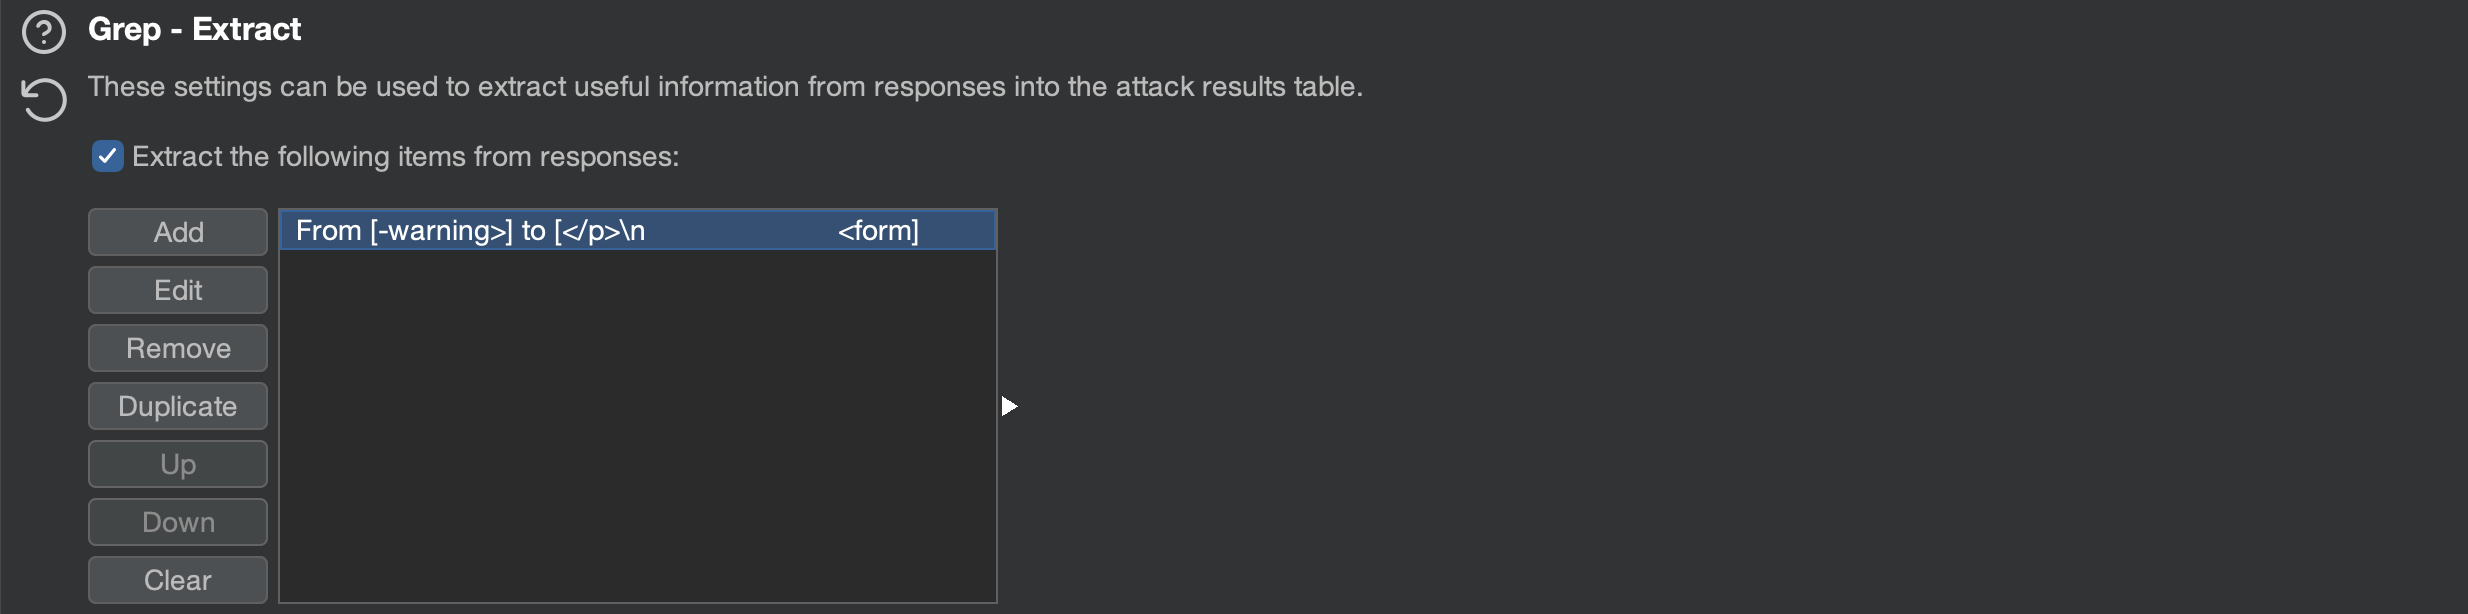 Grep - Extract
These settings can be used to extract useful information from responses into the attack results table.
Extract the following items from responses:
Add
From [-warning>] to [</p>\n                        <form]
Edit
Remove
Duplicate
Up
Down
Clear